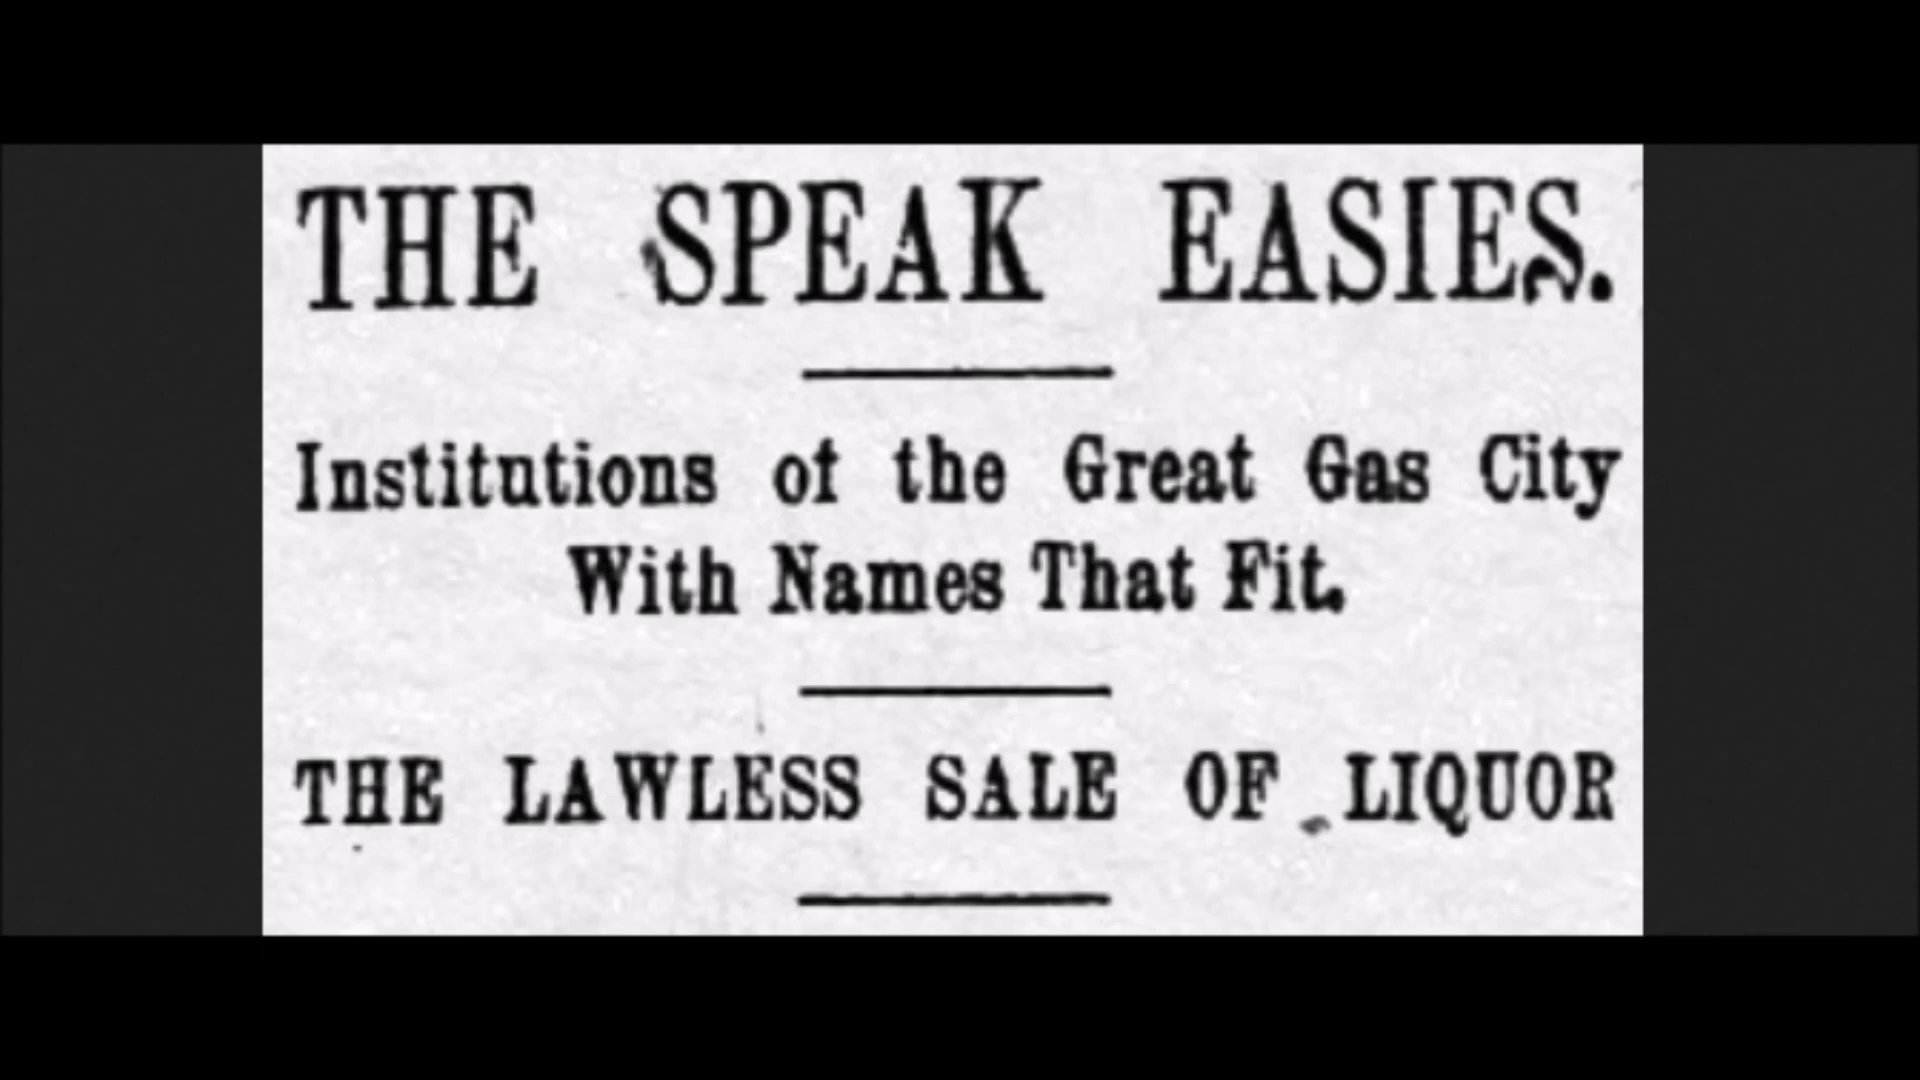 THE SPEAK EASIES.
Institutions of the Great Gas City
With Names That Fit.
THE LAWLESS SALE OF LIQUOR